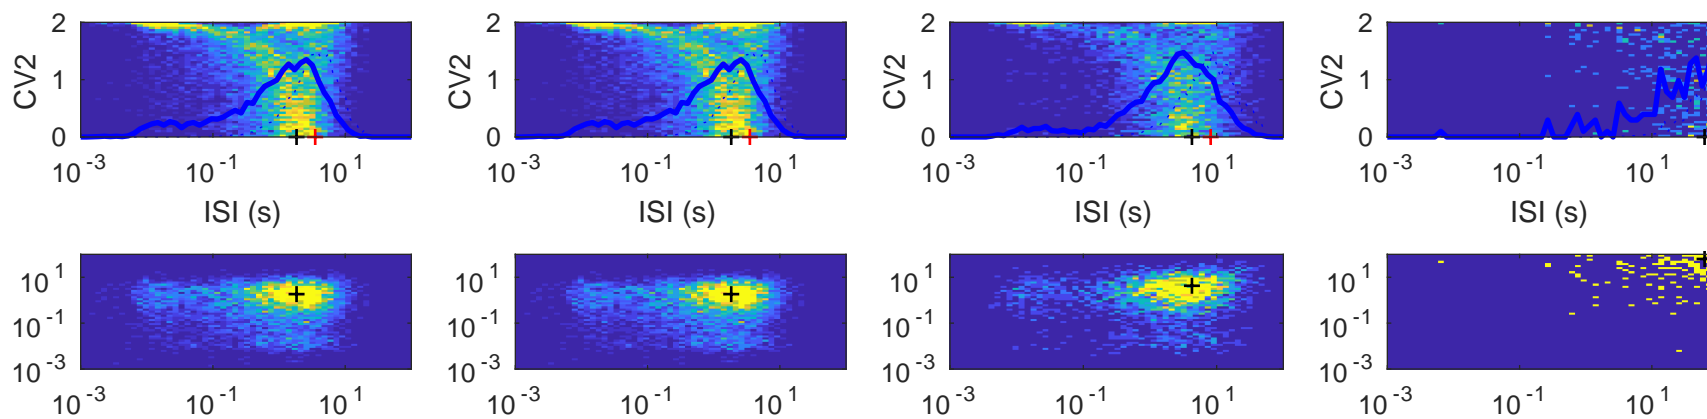 2 2 2 2
CV2 CV2 CV2 CV2
1 1 1 1
0 0 0 0
10^-3 10^-1 10^1 10^-3 10^-1 10^1 10^-3 10^-1 10^1 10^-3 10^-1 10^1
ISI (s) ISI (s) ISI (s) ISI (s)
10^1 10^1 10^1 10^1
10^-1 10^-1 10^-1 10^-1
10^-3 10^-3 10^-3 10^-3
10^-3 10^-1 10^1 10^-3 10^-1 10^1 10^-3 10^-1 10^1 10^-3 10^-1 10^1